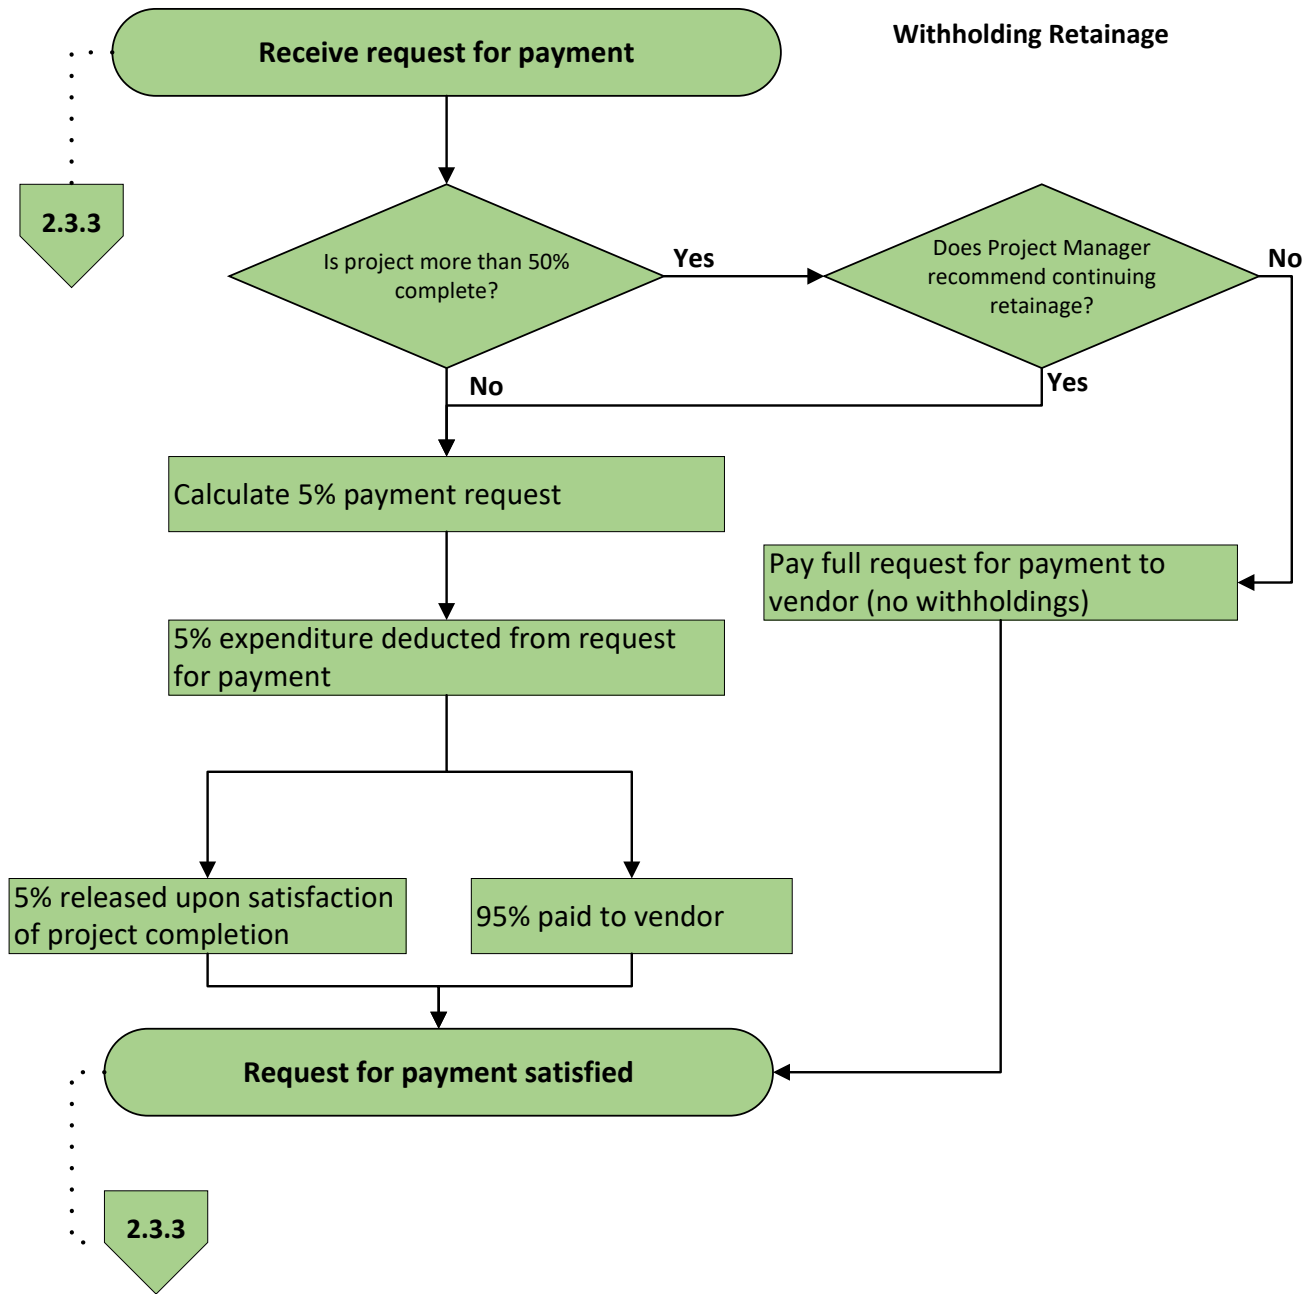 Withholding Retainage
Receive request for payment
2.3.3
Is project more than 50%
complete?
Yes
Does Project Manager
recommend continuing
retainage?
No
No
Yes
Calculate 5% payment request
Pay full request for payment to
vendor (no withholdings)
5% expenditure deducted from request
for payment
5% released upon satisfaction
of project completion
95% paid to vendor
Request for payment satisfied
2.3.3